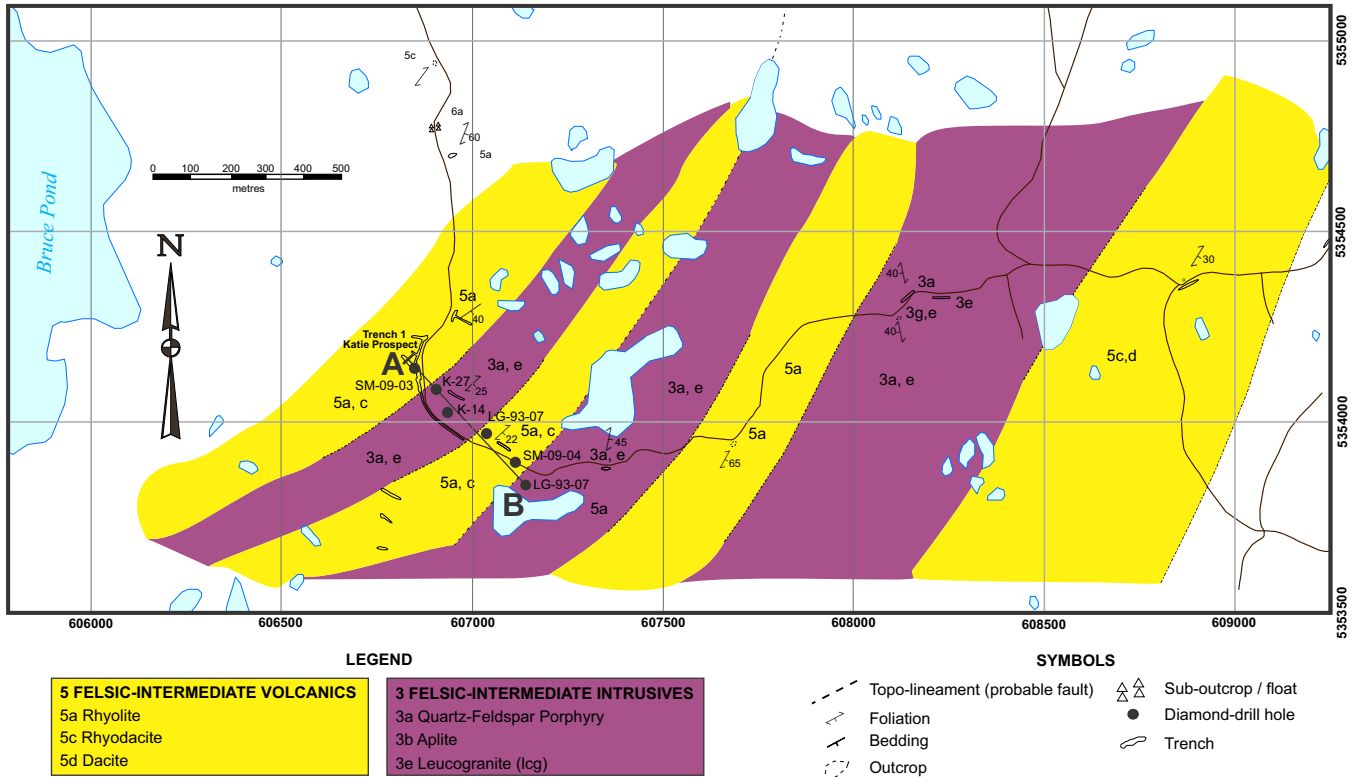 5c
6a
60
5a
0 100 200 300 400 500
metres
Bruce Pond
N
5a
40
Trench 1
Katie Prospect
A
SM-09-03
K-27
25
K-14
3a, e
5a, c
LG-93-07
22
5a, c
3a, e
SM-09-04
5a, c
LG-93-07
B
5a
45
3a, e
3a, e
5a
65
5a
40
3a
3e
3g,e
40
3a, e
30
5c,d
5355000
5354500
5354000
5353500
606000 606500 607000 607500 608000 608500 609000
LEGEND
5 FELSIC-INTERMEDIATE VOLCANICS
5a Rhyolite
5c Rhyodacite
5d Dacite
3 FELSIC-INTERMEDIATE INTRUSIVES
3a Quartz-Feldspar Porphyry
3b Aplite
3e Leucogranite (lcg)
SYMBOLS
Topo-lineament (probable fault)
Foliation
Bedding
Outcrop
Sub-outcrop / float
Diamond-drill hole
Trench